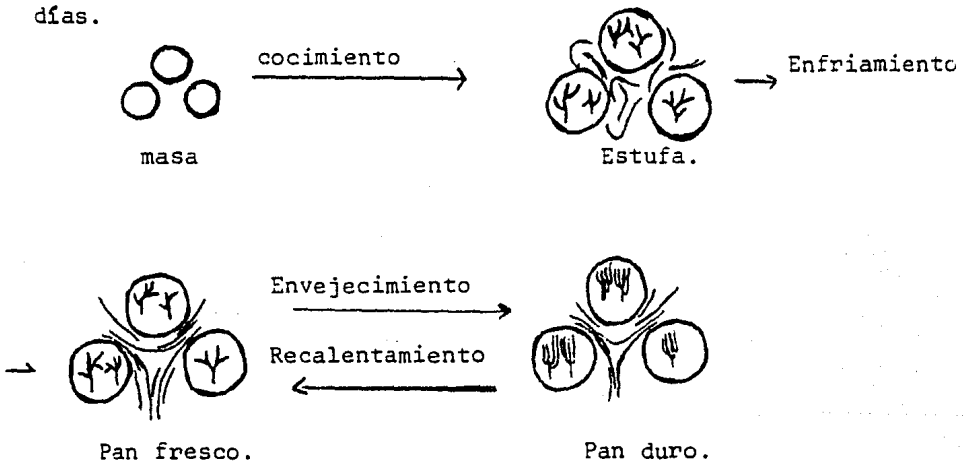 días.
cocimiento
Enfriamiento
masa
Estufa.
Envejecimiento
Recalentamiento
Pan fresco.
Pan duro.